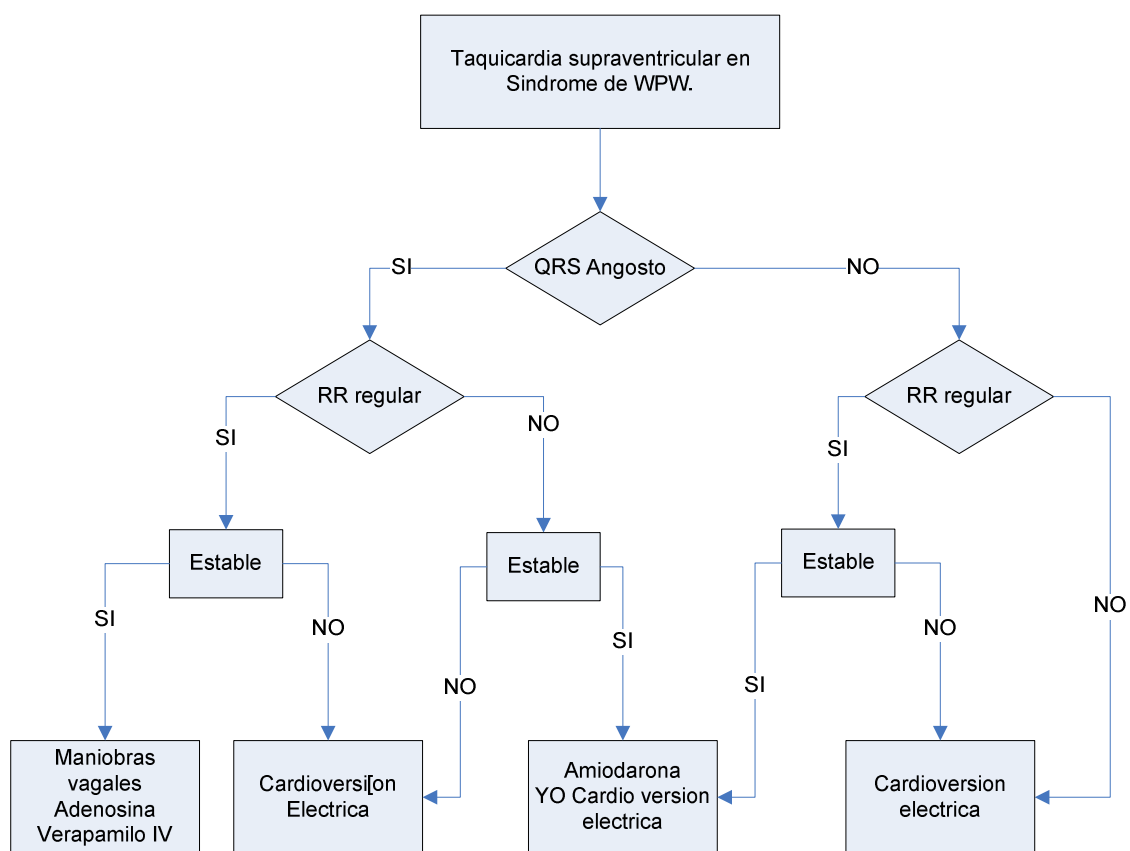 Taquicardia supraventricular en
Sindrome de WPW.
QRS Angosto
SI
NO
RR regular
RR regular
SI
NO
SI
NO
Estable
Estable
Estable
SI
NO
NO
SI
SI
NO
Maniobras
vagales
Adenosina
Verapamilo IV
Cardioversi[on
Electrica
Amiodarona
YO Cardio version
electrica
Cardioversion
electrica